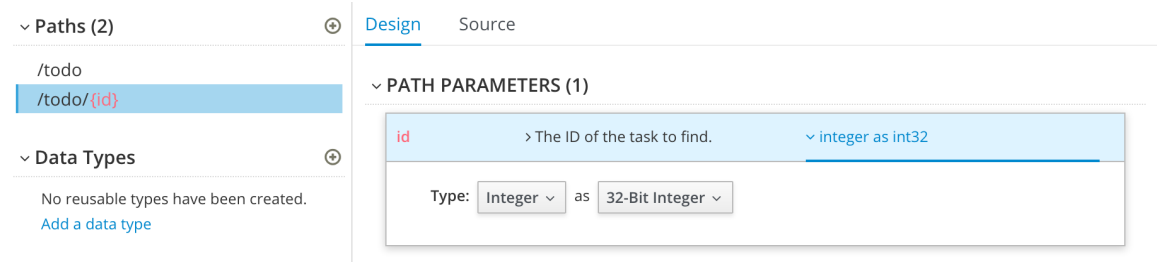 Paths (2)
/todo
/todo/{id}
Data Types
No reusable types have been created.
Add a data type
Design Source
PATH PARAMETERS (1)
id The ID of the task to find. integer as int32
Type: Integer as 32-Bit Integer